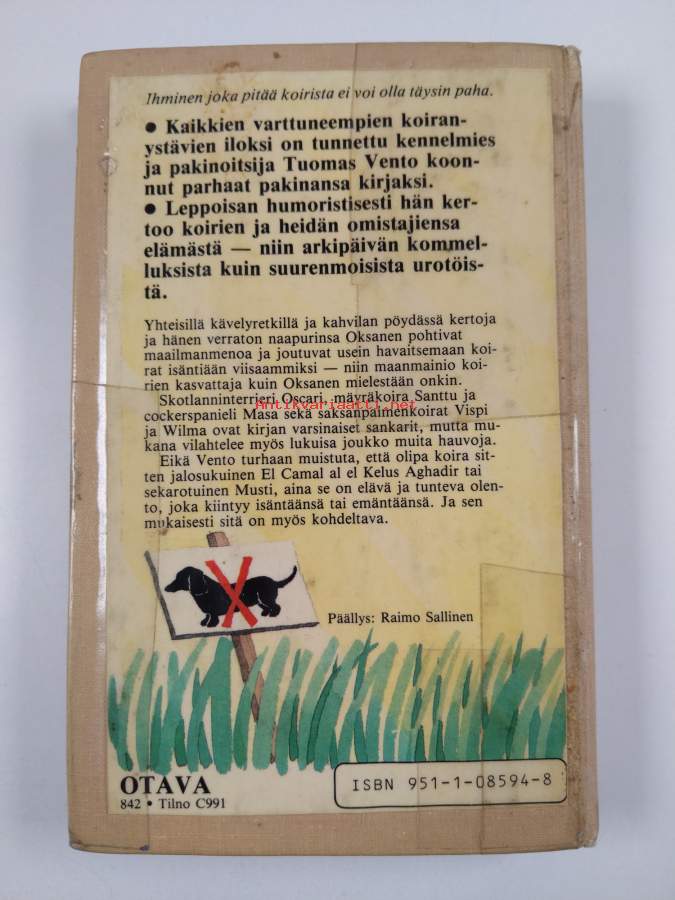 Ihminen joka pitää koirista ei voi olla täysin paha.
● Kaikkien varttuneempien koiran-
ystävien iloksi on tunnettu kennelmies
ja pakinoitsija Tuomas Vento koon-
nut parhaat pakinansa kirjaksi.
● Leppoisan humoristisesti hän ker-
too koirien ja heidän omistajiensa
elämästä — niin arkipäivän kommel-
luksista kuin suurenmoisista urotöis-
tä.
Yhteisillä kävelyretkillä ja kahvilan pöydässä kertoja
ja hänen verraton naapurinsa Oksanen pohtivat
maailmanmenoa ja joutuvat usein havaitsemaan koi-
rat isäntiään viisaammiksi — niin maanmainio koi-
rien kasvattaja kuin Oksanen mielestään onkin.
Skotlanninterrieri Oscari, mäyräkoira Santtu ja
cockerspanieli Masa sekä saksanpaimenkoirat Vispi
ja Wilma ovat kirjan varsinaiset sankarit, mutta mu-
kana vilahtelee myös lukuisa joukko muita hauvoja.
Eikä Vento turhaan muistuta, että olipa koira sit-
ten jalosukuinen El Camal al el Kelus Aghadir tai
sekarotuinen Musti, aina se on elävä ja tunteva olen-
to, joka kiintyy isäntäänsä tai emäntäänsä. Ja sen
mukaisesti sitä on myös kohdeltava.
Antikvariaatti.net
Päällys: Raimo Sallinen
OTAVA
842 • Tilno C991
ISBN 951-1-08594-8